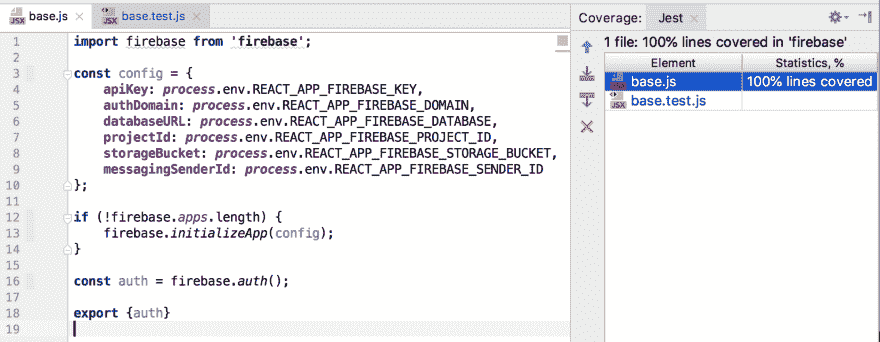 base.js
base.test.js
1 import firebase from 'firebase';
2
3 const config = {
4 apiKey: process.env.REACT_APP_FIREBASE_KEY,
5 authDomain: process.env.REACT_APP_FIREBASE_DOMAIN,
6 databaseURL: process.env.REACT_APP_FIREBASE_DATABASE,
7 projectId: process.env.REACT_APP_FIREBASE_PROJECT_ID,
8 storageBucket: process.env.REACT_APP_FIREBASE_STORAGE_BUCKET,
9 messagingSenderId: process.env.REACT_APP_FIREBASE_SENDER_ID
10 };
11
12 if (!firebase.apps.length) {
13 firebase.initializeApp(config);
14 }
15
16 const auth = firebase.auth();
17
18 export {auth}
19
Coverage: Jest
1 file: 100% lines covered in 'firebase'
Element Statistics, %
base.js 100% lines covered
JSX base.test.js